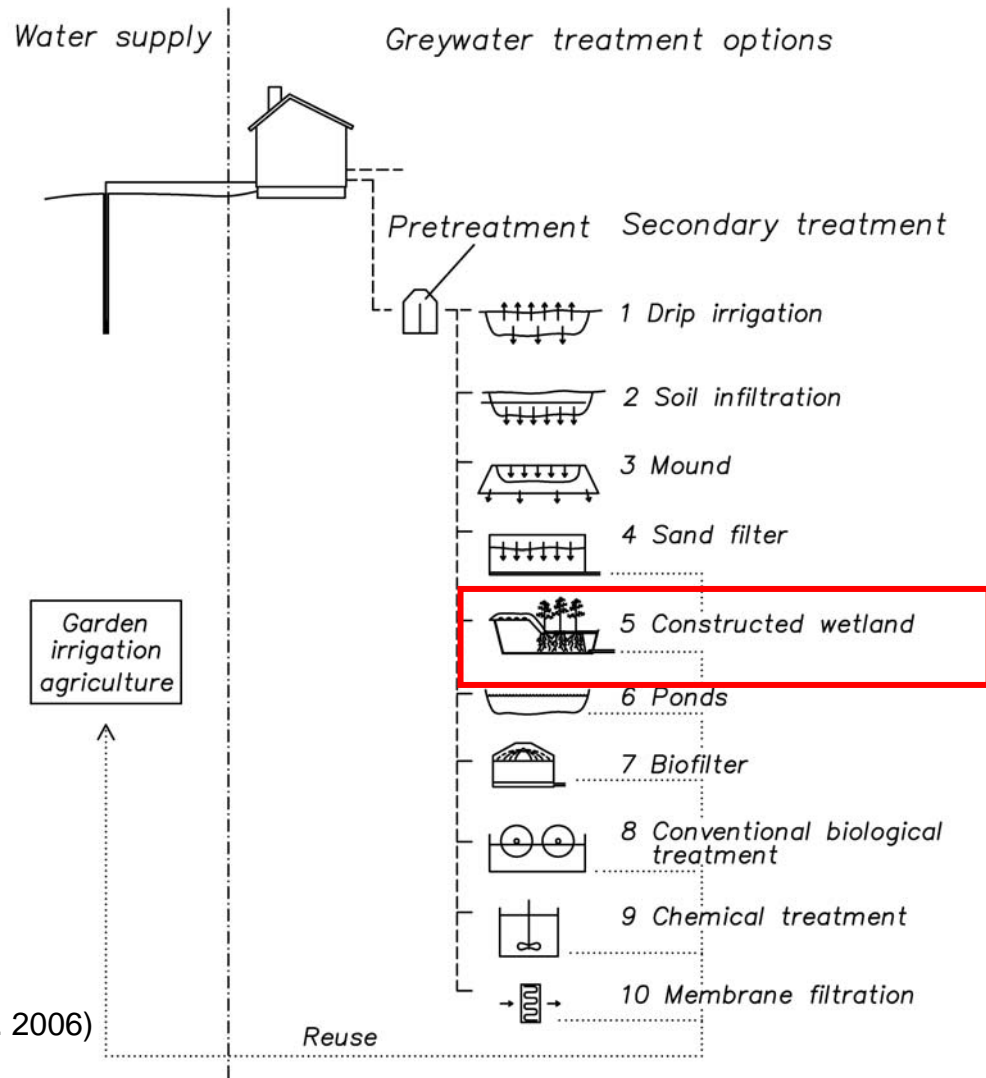 Water supply
Greywater treatment options
Pretreatment
Secondary treatment
1 Drip irrigation
2 Soil infiltration
3 Mound
4 Sand filter
5 Constructed wetland
Garden
irrigation
agriculture
6 Ponds
7 Biofilter
8 Conventional biological
treatment
9 Chemical treatment
10 Membrane filtration
2006)
Reuse